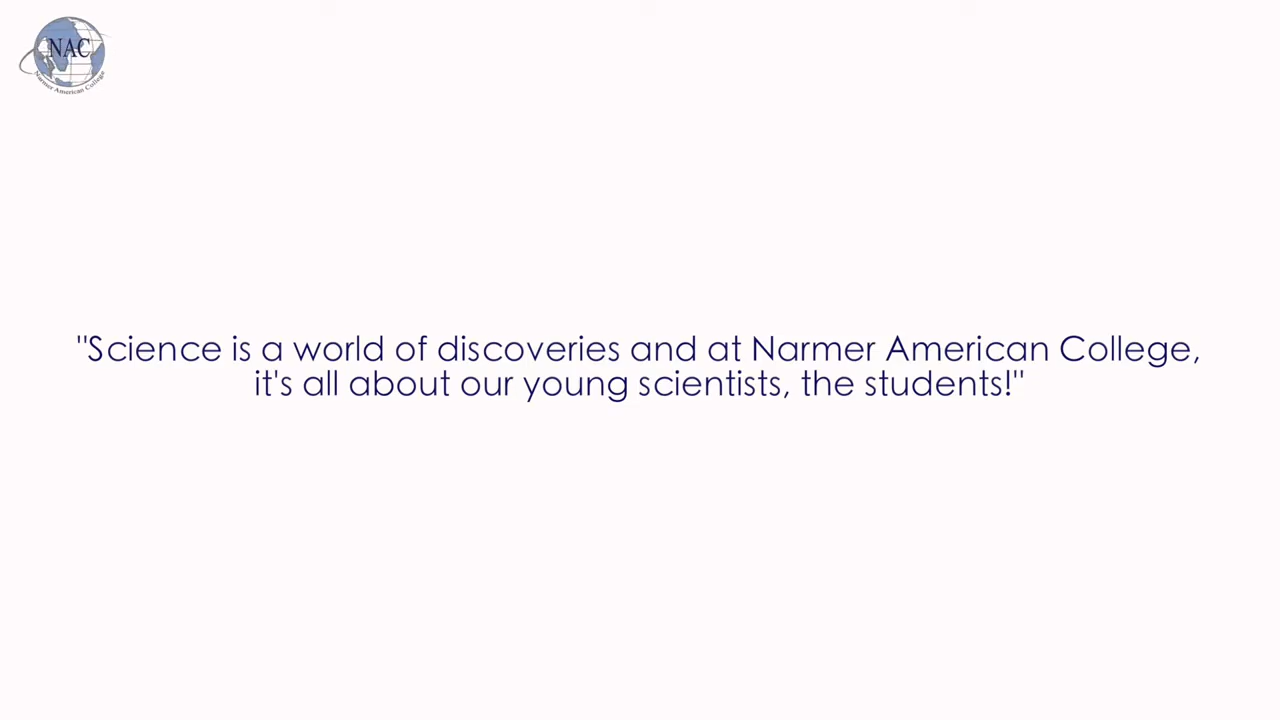 NAC
Narmer American College
"Science is a world of discoveries and at Narmer American College,
it's all about our young scientists, the students!"